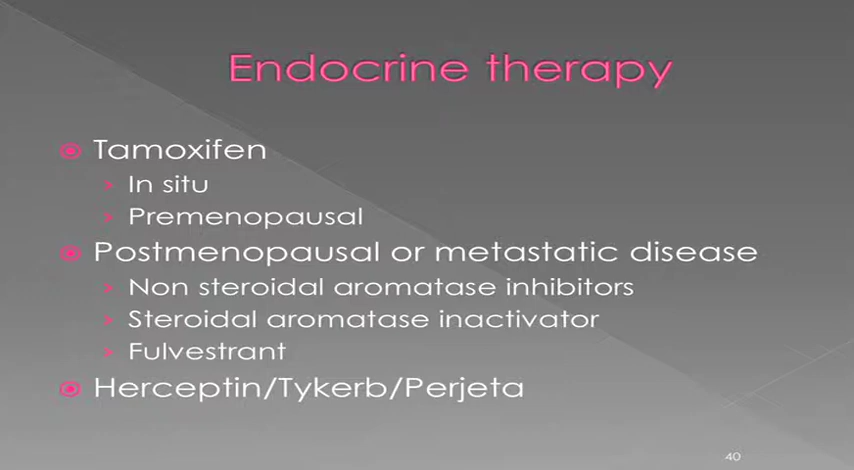 Endocrine therapy
Tamoxifen
In situ
Premenopausal
Postmenopausal or metastatic disease
Non steroidal aromatase inhibitors
Steroidal aromatase inactivator
Fulvestrant
Herceptin/Tykerb/Perjeta
40